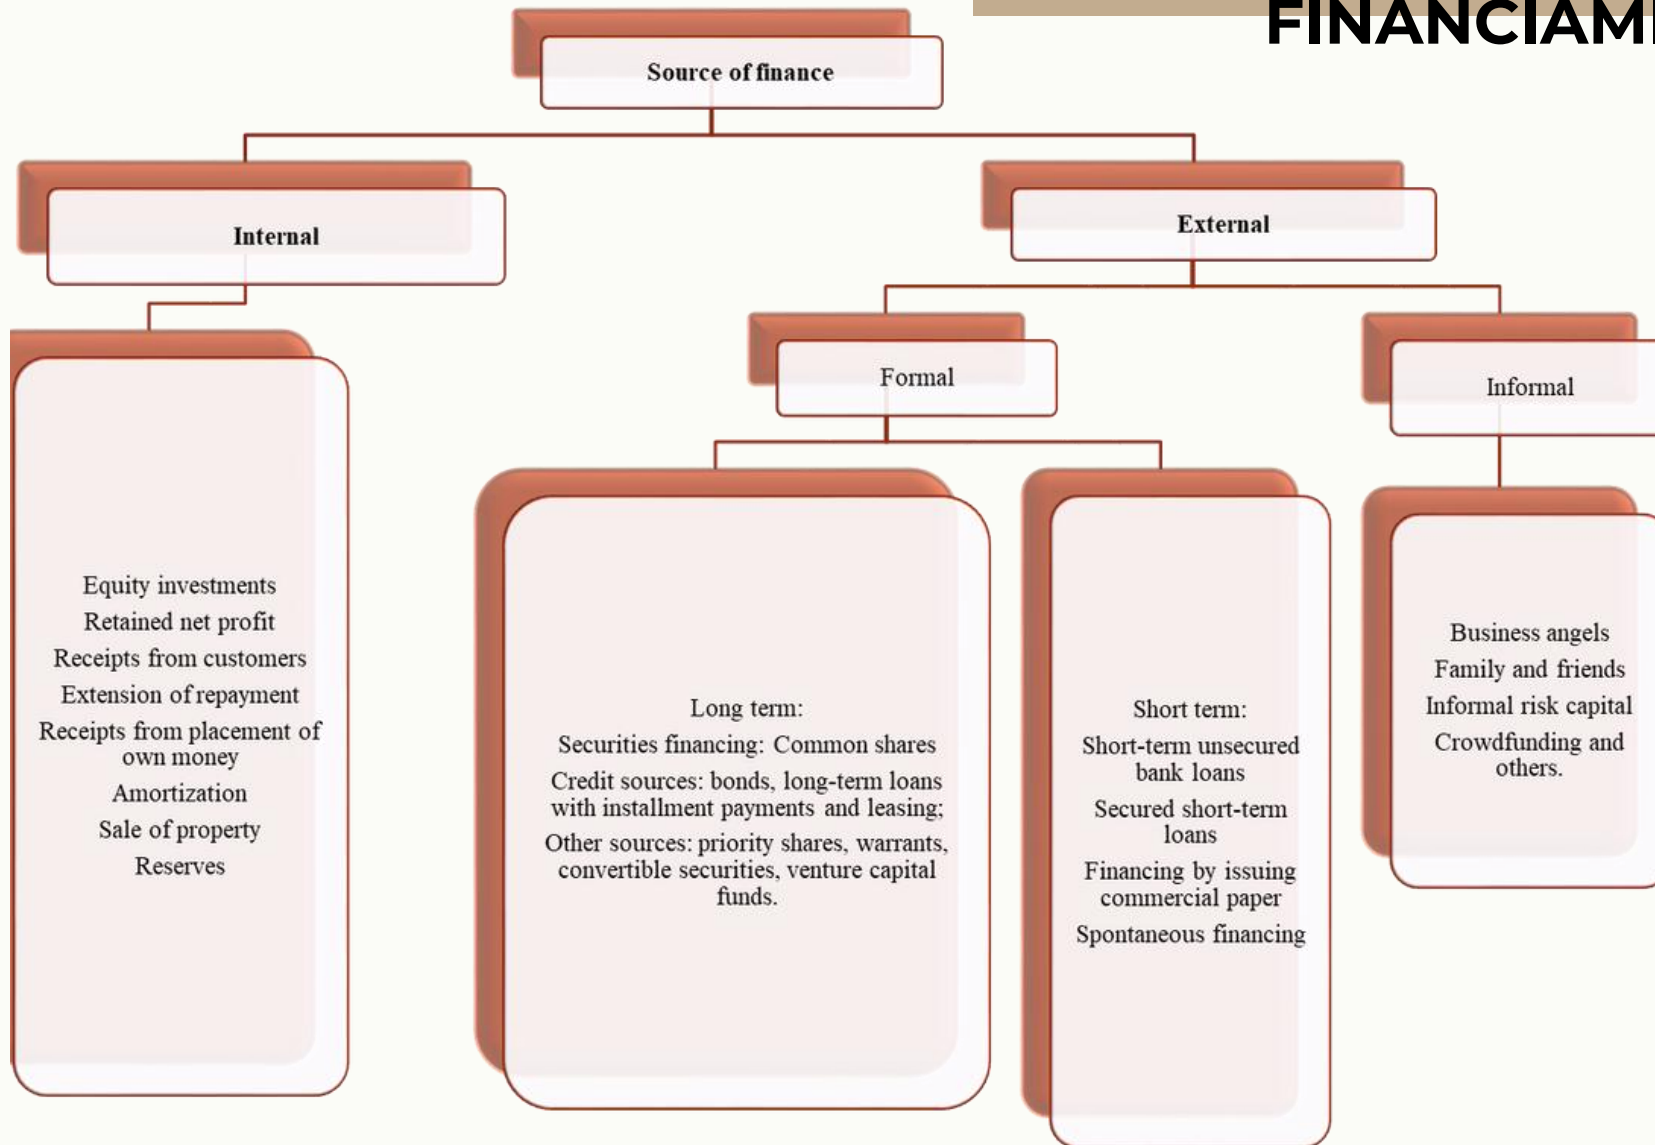 FINANCIAM
Source of finance
Internal
External
Formal
Informal
Equity investments
Retained net profit
Receipts from customers
Extension of repayment
Receipts from placement of
own money
Amortization
Sale of property
Reserves
Long term:
Securities financing: Common shares
Credit sources: bonds, long-term loans
with installment payments and leasing;
Other sources: priority shares, warrants,
convertible securities, venture capital
funds.
Short term:
Short-term unsecured
bank loans
Secured short-term
loans
Financing by issuing
commercial paper
Spontaneous financing
Business angels
Family and friends
Informal risk capital
Crowdfunding and
others.